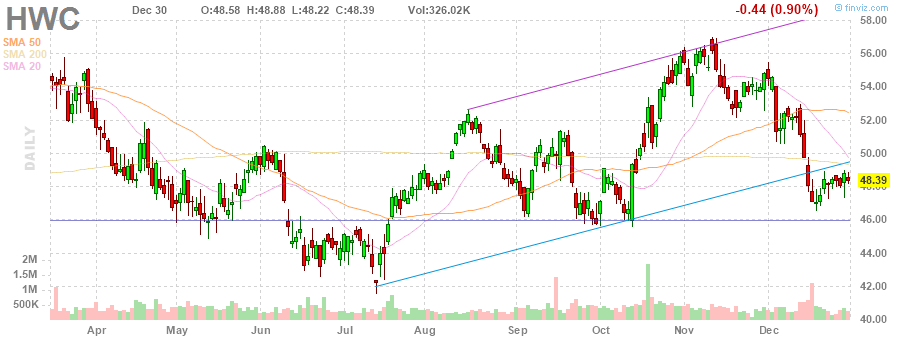 HWC Dec 30 O:48.58 H:48.88 L:48.22 C:48.39 Vol:326.02K -0.44 (0.90%) finviz.com
SMA 50
SMA 200
SMA 20
DAILY
58.00
56.00
54.00
52.00
50.00
48.39
48.00
46.00
44.00
42.00
40.00
2M
1.5M
1M
500K
Apr May Jun Jul Aug Sep Oct Nov Dec